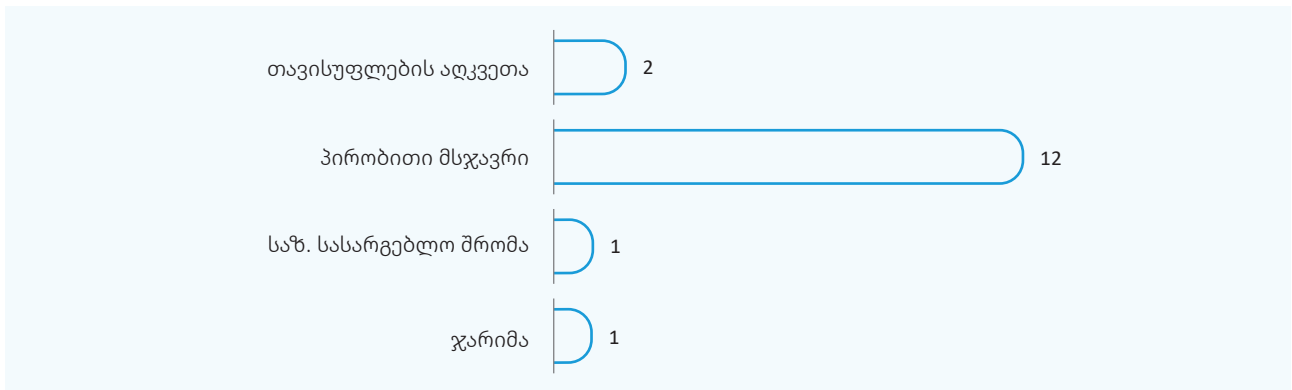 თავისუფლების აღკვეთა 2
პირობითი მსჯავრი 12
საზ. სასარგებლო შრომა 1
ჯარიმა 1